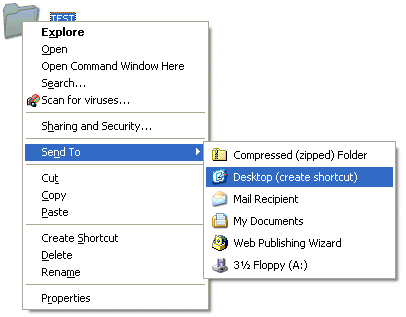 TEST
Explore
Open
Open Command Window Here
Search...
Scan for viruses...
Sharing and Security...
Send To
Cut
Copy
Paste
Create Shortcut
Delete
Rename
Properties
Compressed (zipped) Folder
Desktop (create shortcut)
Mail Recipient
My Documents
Web Publishing Wizard
3½ Floppy (A:)